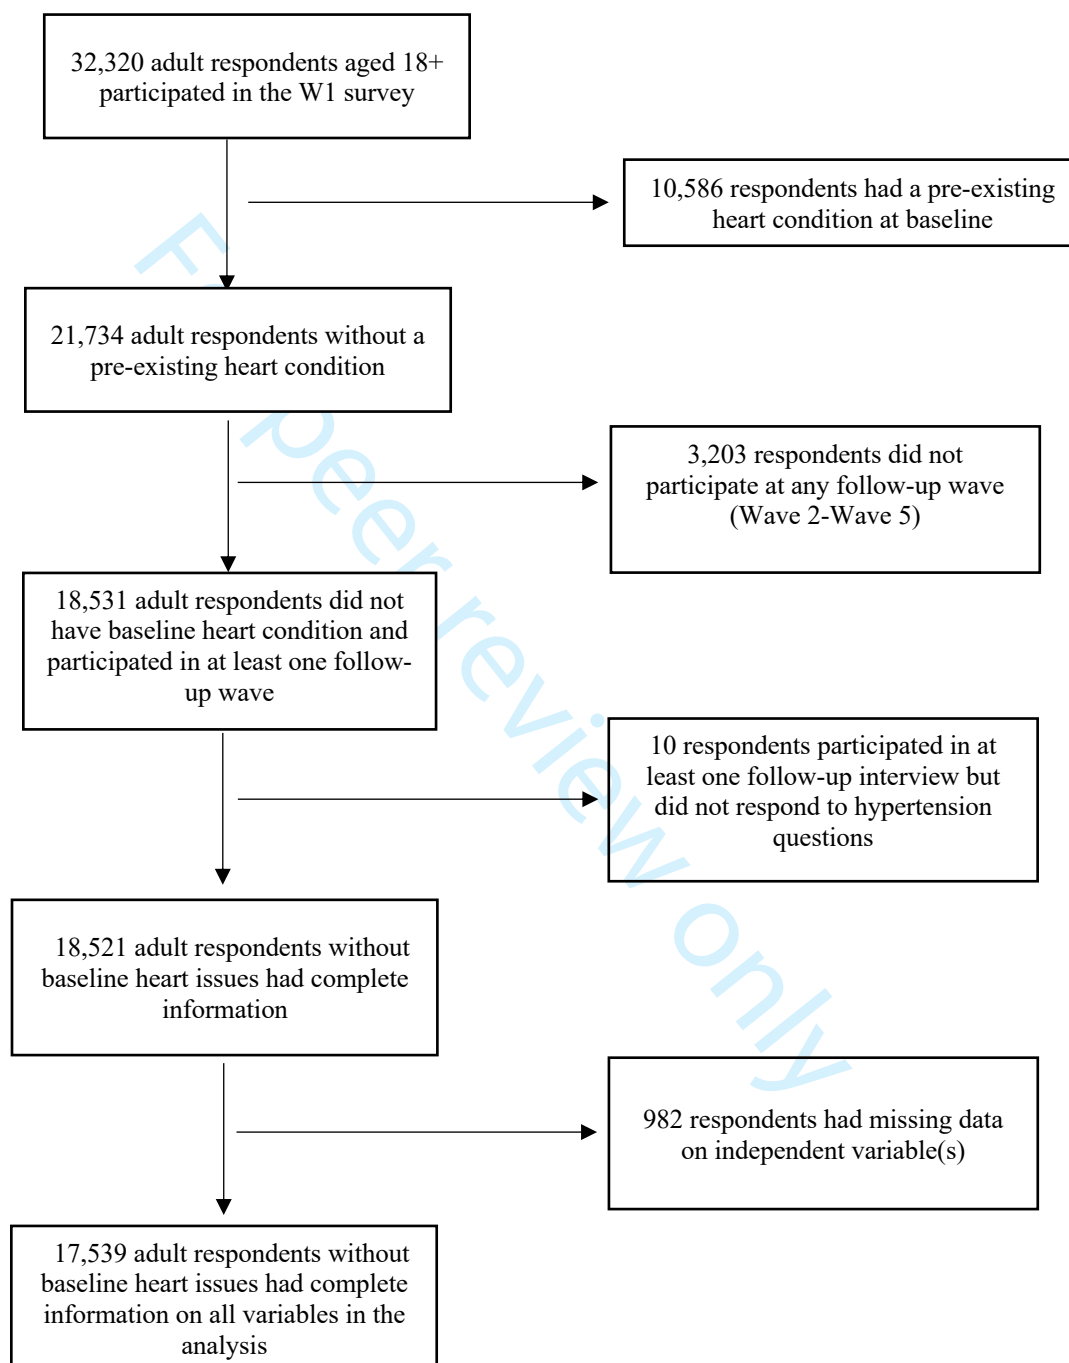 32,320 adult respondents aged 18+
participated in the W1 survey
10,586 respondents had a pre-existing
heart condition at baseline
21,734 adult respondents without a
pre-existing heart condition
3,203 respondents did not
participate at any follow-up wave
(Wave 2-Wave 5)
18,531 adult respondents did not
have baseline heart condition and
participated in at least one follow-
up wave
10 respondents participated in at
least one follow-up interview but
did not respond to hypertension
questions
18,521 adult respondents without
baseline heart issues had complete
information
982 respondents had missing data
on independent variable(s)
17,539 adult respondents without
baseline heart issues had complete
information on all variables in the
analysis
For peer review only